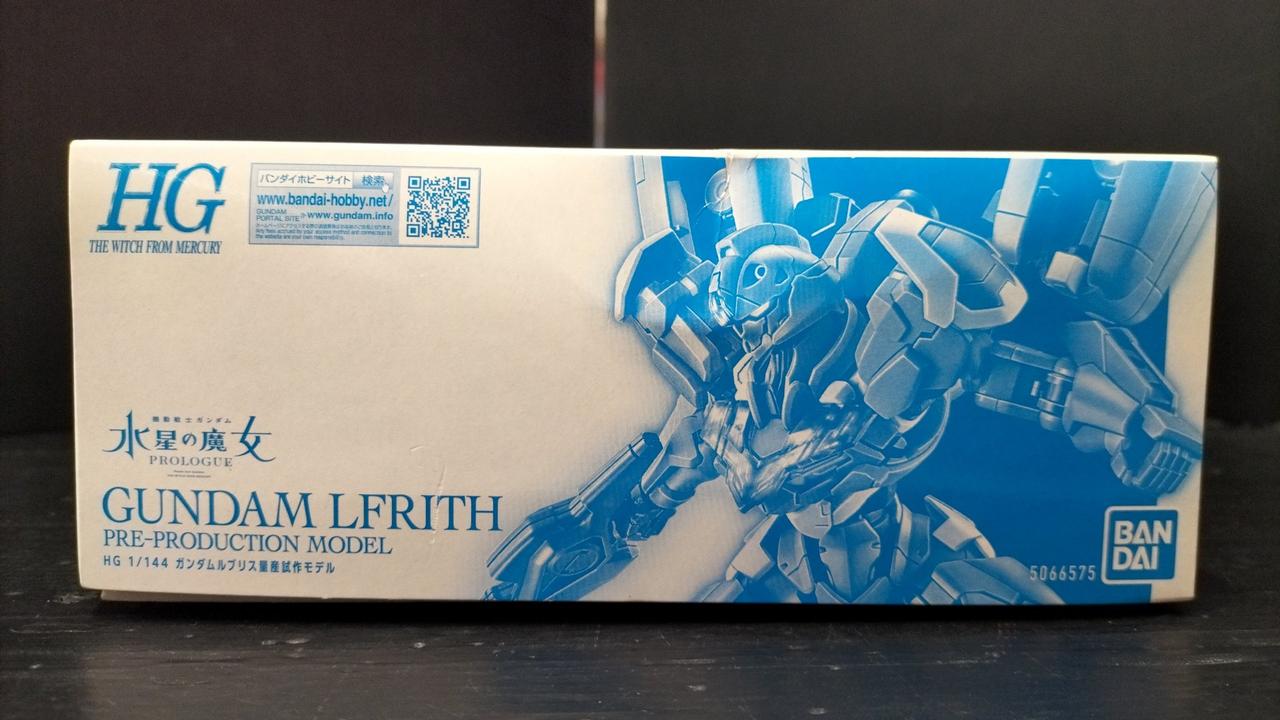 HG
THE WITCH FROM MERCURY
バンダイホビーサイト 検索
www.bandai-hobby.net/
GUNDAM
PORTAL SITE
www.gundam.info
機動戦士ガンダム
水星の魔女
PROLOGUE
GUNDAM LFRITH
PRE-PRODUCTION MODEL
HG 1/144 ガンダムルブリス量産試作モデル
5066575
BAN
DAI